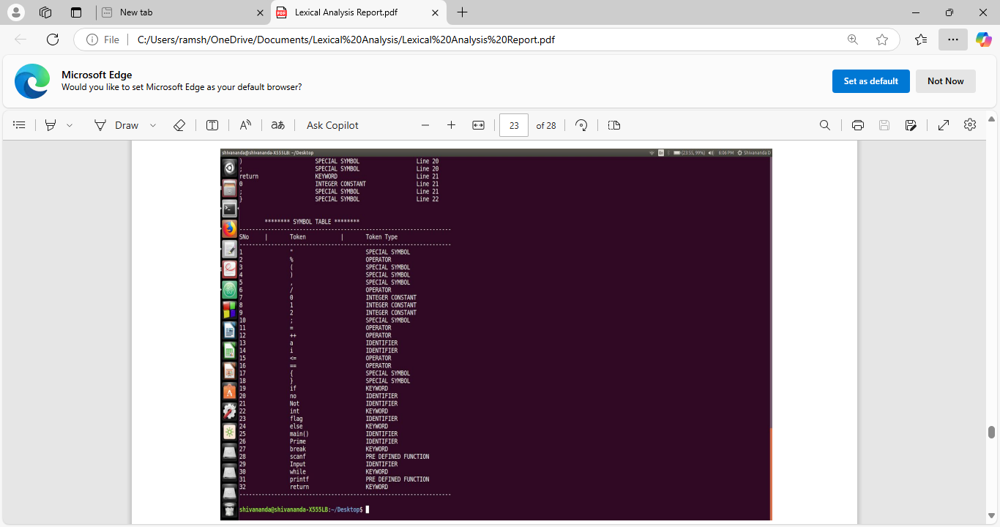 New tab
Lexical Analysis Report.pdf
File
C:/Users/ramsh/OneDrive/Documents/Lexical%20Analysis/Lexical%20Analysis%20Report.pdf
Microsoft Edge
Would you like to set Microsoft Edge as your default browser?
Set as default
Not Now
Draw
Ask Copilot
23 of 28
shivananda@shivananda-X555LB: ~/Desktop
(23:55, 99%) 6:06 PM Shivananda D
) SPECIAL SYMBOL Line 20
; SPECIAL SYMBOL Line 20
return KEYWORD Line 21
0 INTEGER CONSTANT Line 21
; SPECIAL SYMBOL Line 21
} SPECIAL SYMBOL Line 22
******** SYMBOL TABLE ********
SNo | Token | Token Type
1 " SPECIAL SYMBOL
2 % OPERATOR
3 ( SPECIAL SYMBOL
4 ) SPECIAL SYMBOL
5 , SPECIAL SYMBOL
6 / OPERATOR
7 0 INTEGER CONSTANT
8 1 INTEGER CONSTANT
9 2 INTEGER CONSTANT
10 ; SPECIAL SYMBOL
11 = OPERATOR
12 ++ OPERATOR
13 a IDENTIFIER
14 i IDENTIFIER
15 <= OPERATOR
16 == OPERATOR
17 { SPECIAL SYMBOL
18 } SPECIAL SYMBOL
19 if KEYWORD
20 no IDENTIFIER
21 Not IDENTIFIER
22 int KEYWORD
23 flag IDENTIFIER
24 else KEYWORD
25 main() IDENTIFIER
26 Prime IDENTIFIER
27 break KEYWORD
28 scanf PRE DEFINED FUNCTION
29 Input IDENTIFIER
30 while KEYWORD
31 printf PRE DEFINED FUNCTION
32 return KEYWORD
shivananda@shivananda-X555LB:~/Desktop$